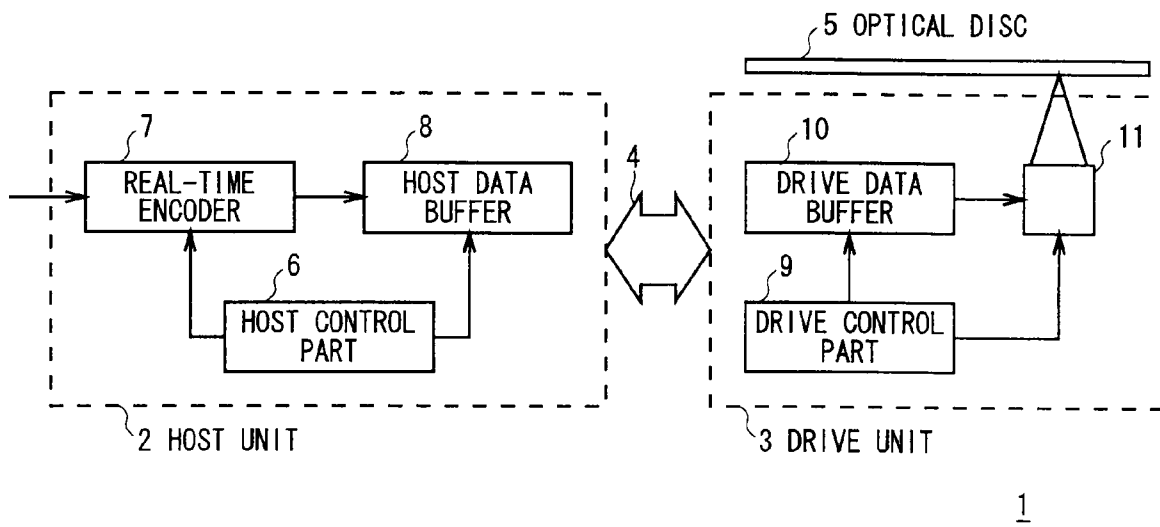 5 OPTICAL DISC
7
REAL-TIME
ENCODER
8
HOST DATA
BUFFER
6
HOST CONTROL
PART
2 HOST UNIT
4
10
DRIVE DATA
BUFFER
11
9
DRIVE CONTROL
PART
3 DRIVE UNIT
1